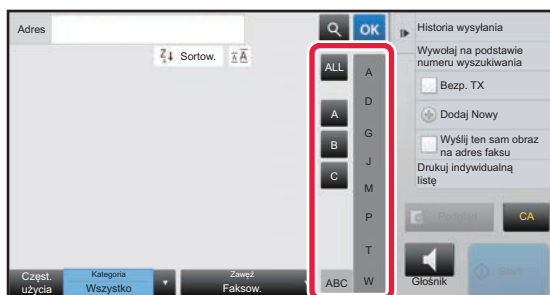 Adres
OK
Sortow.
ALL
A
B
C
ABC
A
D
G
J
M
P
T
W
Historia wysyłania
Wywołaj na podstawie
numeru wyszukiwania
Bezp. TX
Dodaj Nowy
Wyślij ten sam obraz
na adres faksu
Drukuj indywidualną
listę
Podgląd
CA
Głośnik
Start
Częst.
użycia
Kategoria
Wszystko
Zawęź
Faksow.